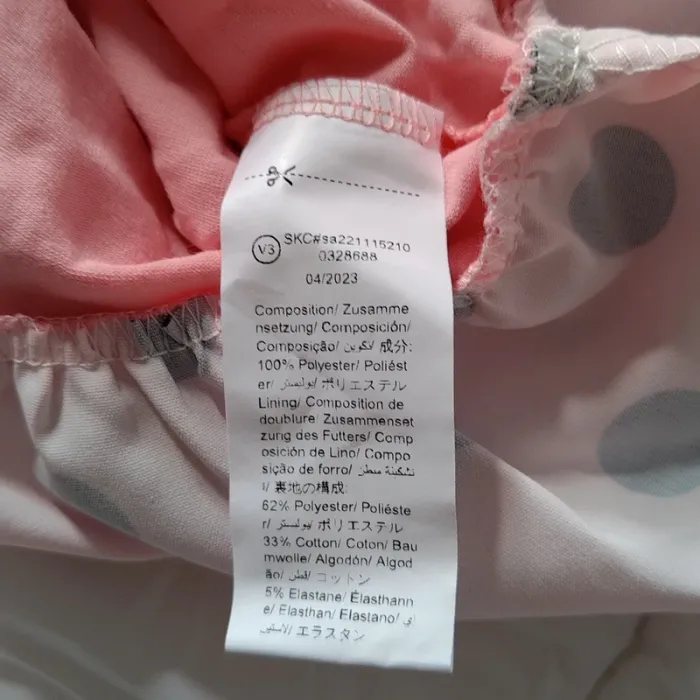 V3 SKC#sa2211152100328688
04/2023
Composition/ Zusamme
nsetzung/ Composición/
Composição/ تكوين/ 成分:
100% Polyester/ Poliést
er/ بوليستر/ ポリエステル
Lining/ Composition de
doublure/ Zusammenset
zung des Futters/ Comp
osición de Lino/ Compo
sição de forro/ تشكيلة مبطن
/ 裏地の構成:
62% Polyester/ Polieste
r/ بوليستر/ ポリエステル
33% Cotton/ Coton/ Bau
mwolle/ Algodón/ Algod
ão/ قطن/ コットン
5% Elastane/ Élasthann
e/ Elasthan/ Elastano/
エラスタン